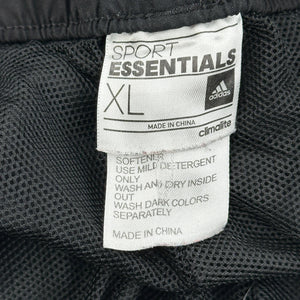 SPORT
ESSENTIALS
XL
adidas
MADE IN CHINA
climalite
SOFTENER
USE MILD DETERGENT
ONLY
WASH AND DRY INSIDE
OUT
WASH DARK COLORS
SEPARATELY
MADE IN CHINA